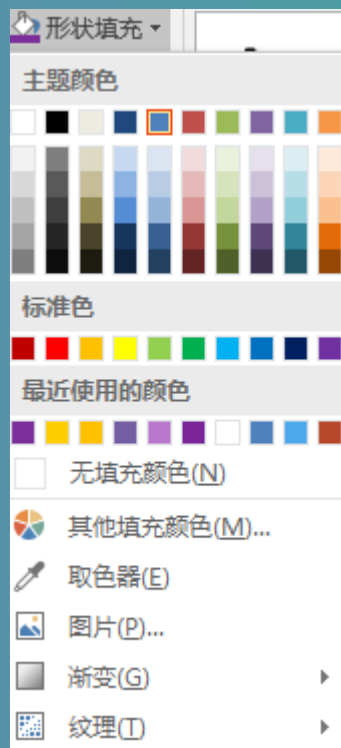 形状填充
主题颜色
标准色
最近使用的颜色
无填充颜色(N)
其他填充颜色(M)...
取色器(E)
图片(P)...
渐变(G)
纹理(T)